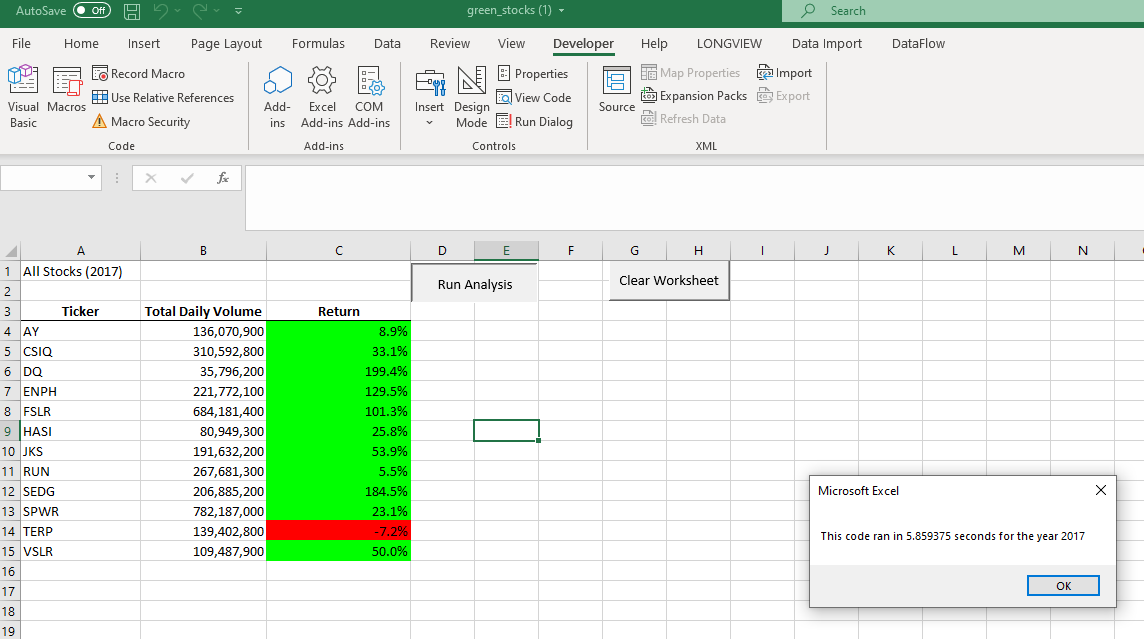 AutoSave Off green_stocks (1) Search
File Home Insert Page Layout Formulas Data Review View Developer Help LONGVIEW Data Import DataFlow
Visual Basic
Macros
Record Macro
Use Relative References
Macro Security
Code
Add-ins
Excel Add-ins
COM Add-ins
Add-ins
Insert
Design Mode
Properties
View Code
Run Dialog
Controls
Source
Map Properties
Expansion Packs
Refresh Data
Import
Export
XML
fx
A B C D E F G H I J K L M N
1 All Stocks (2017)
Run Analysis
Clear Worksheet
2
3 Ticker Total Daily Volume Return
4 AY 136,070,900 8.9%
5 CSIQ 310,592,800 33.1%
6 DQ 35,796,200 199.4%
7 ENPH 221,772,100 129.5%
8 FSLR 684,181,400 101.3%
9 HASI 80,949,300 25.8%
10 JKS 191,632,200 53.9%
11 RUN 267,681,300 5.5%
12 SEDG 206,885,200 184.5%
13 SPWR 782,187,000 23.1%
14 TERP 139,402,800 -7.2%
15 VSLR 109,487,900 50.0%
16
17
18
19
Microsoft Excel
This code ran in 5.859375 seconds for the year 2017
OK